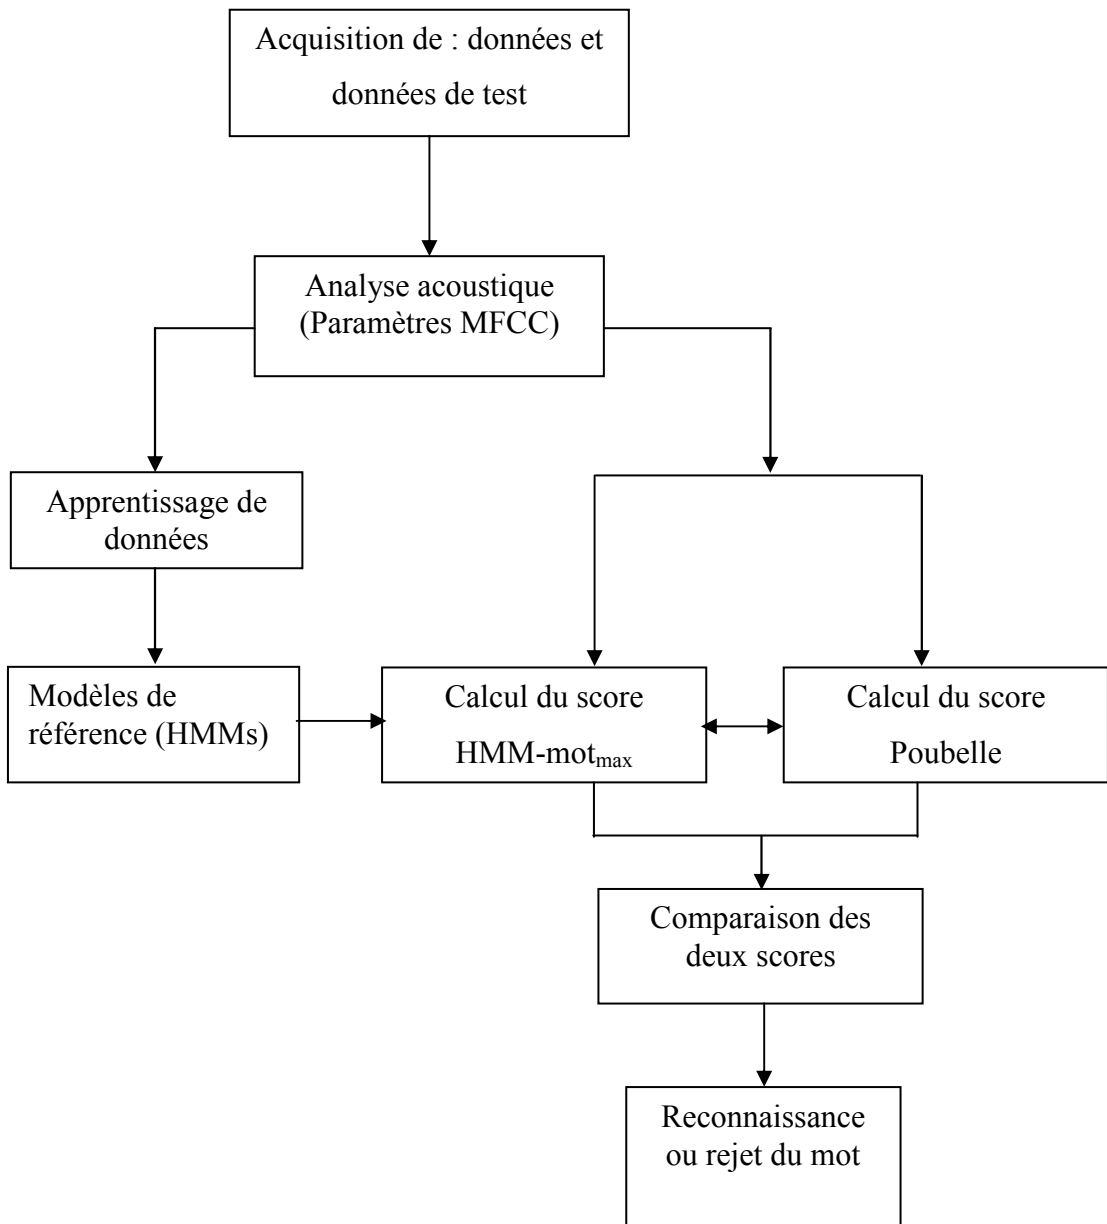 Acquisition de : données et
données de test
Analyse acoustique
(Paramètres MFCC)
Apprentissage de
données
Modèles de
référence (HMMs)
Calcul du score
HMM-motmax
Calcul du score
Poubelle
Comparaison des
deux scores
Reconnaissance
ou rejet du mot